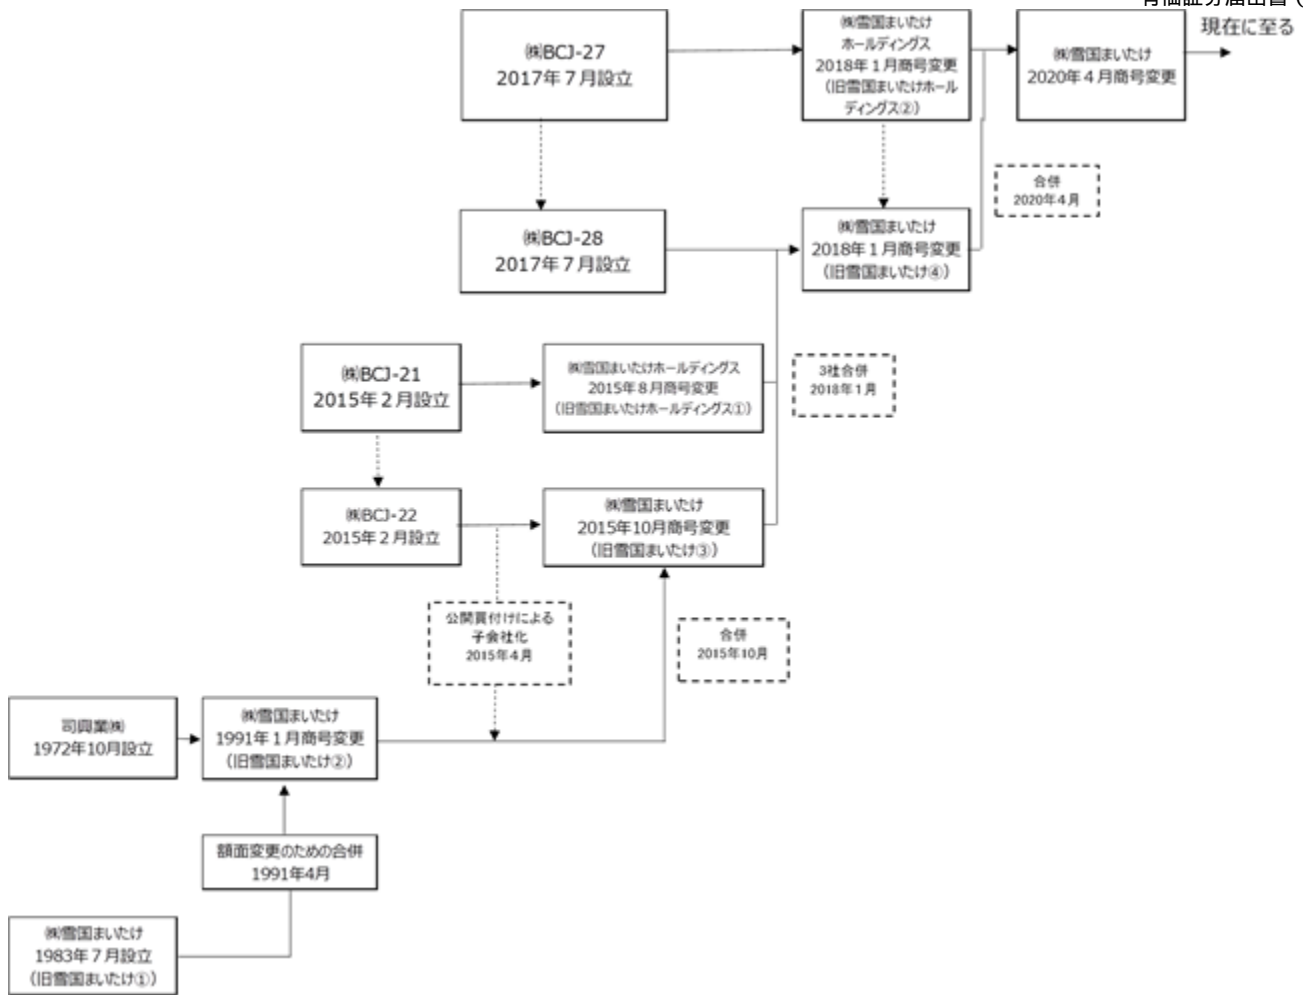 現在に至る
㈱BCJ-27
2017年７月設立
㈱雪国まいたけ
ホールディングス
2018年１月商号変更
（旧雪国まいたけホール
ディングス②）
㈱雪国まいたけ
2020年４月商号変更
合併
2020年4月
㈱BCJ-28
2017年７月設立
㈱雪国まいたけ
2018年１月商号変更
（旧雪国まいたけ④）
㈱BCJ-21
2015年２月設立
㈱雪国まいたけホールディングス
2015年８月商号変更
（旧雪国まいたけホールディングス①）
3社合併
2018年1月
㈱BCJ-22
2015年２月設立
㈱雪国まいたけ
2015年10月商号変更
（旧雪国まいたけ③）
公開買付けによる
子会社化
2015年4月
合併
2015年10月
司興業㈱
1972年10月設立
㈱雪国まいたけ
1991年１月商号変更
（旧雪国まいたけ②）
額面変更のための合併
1991年4月
㈱雪国まいたけ
1983年７月設立
（旧雪国まいたけ①）